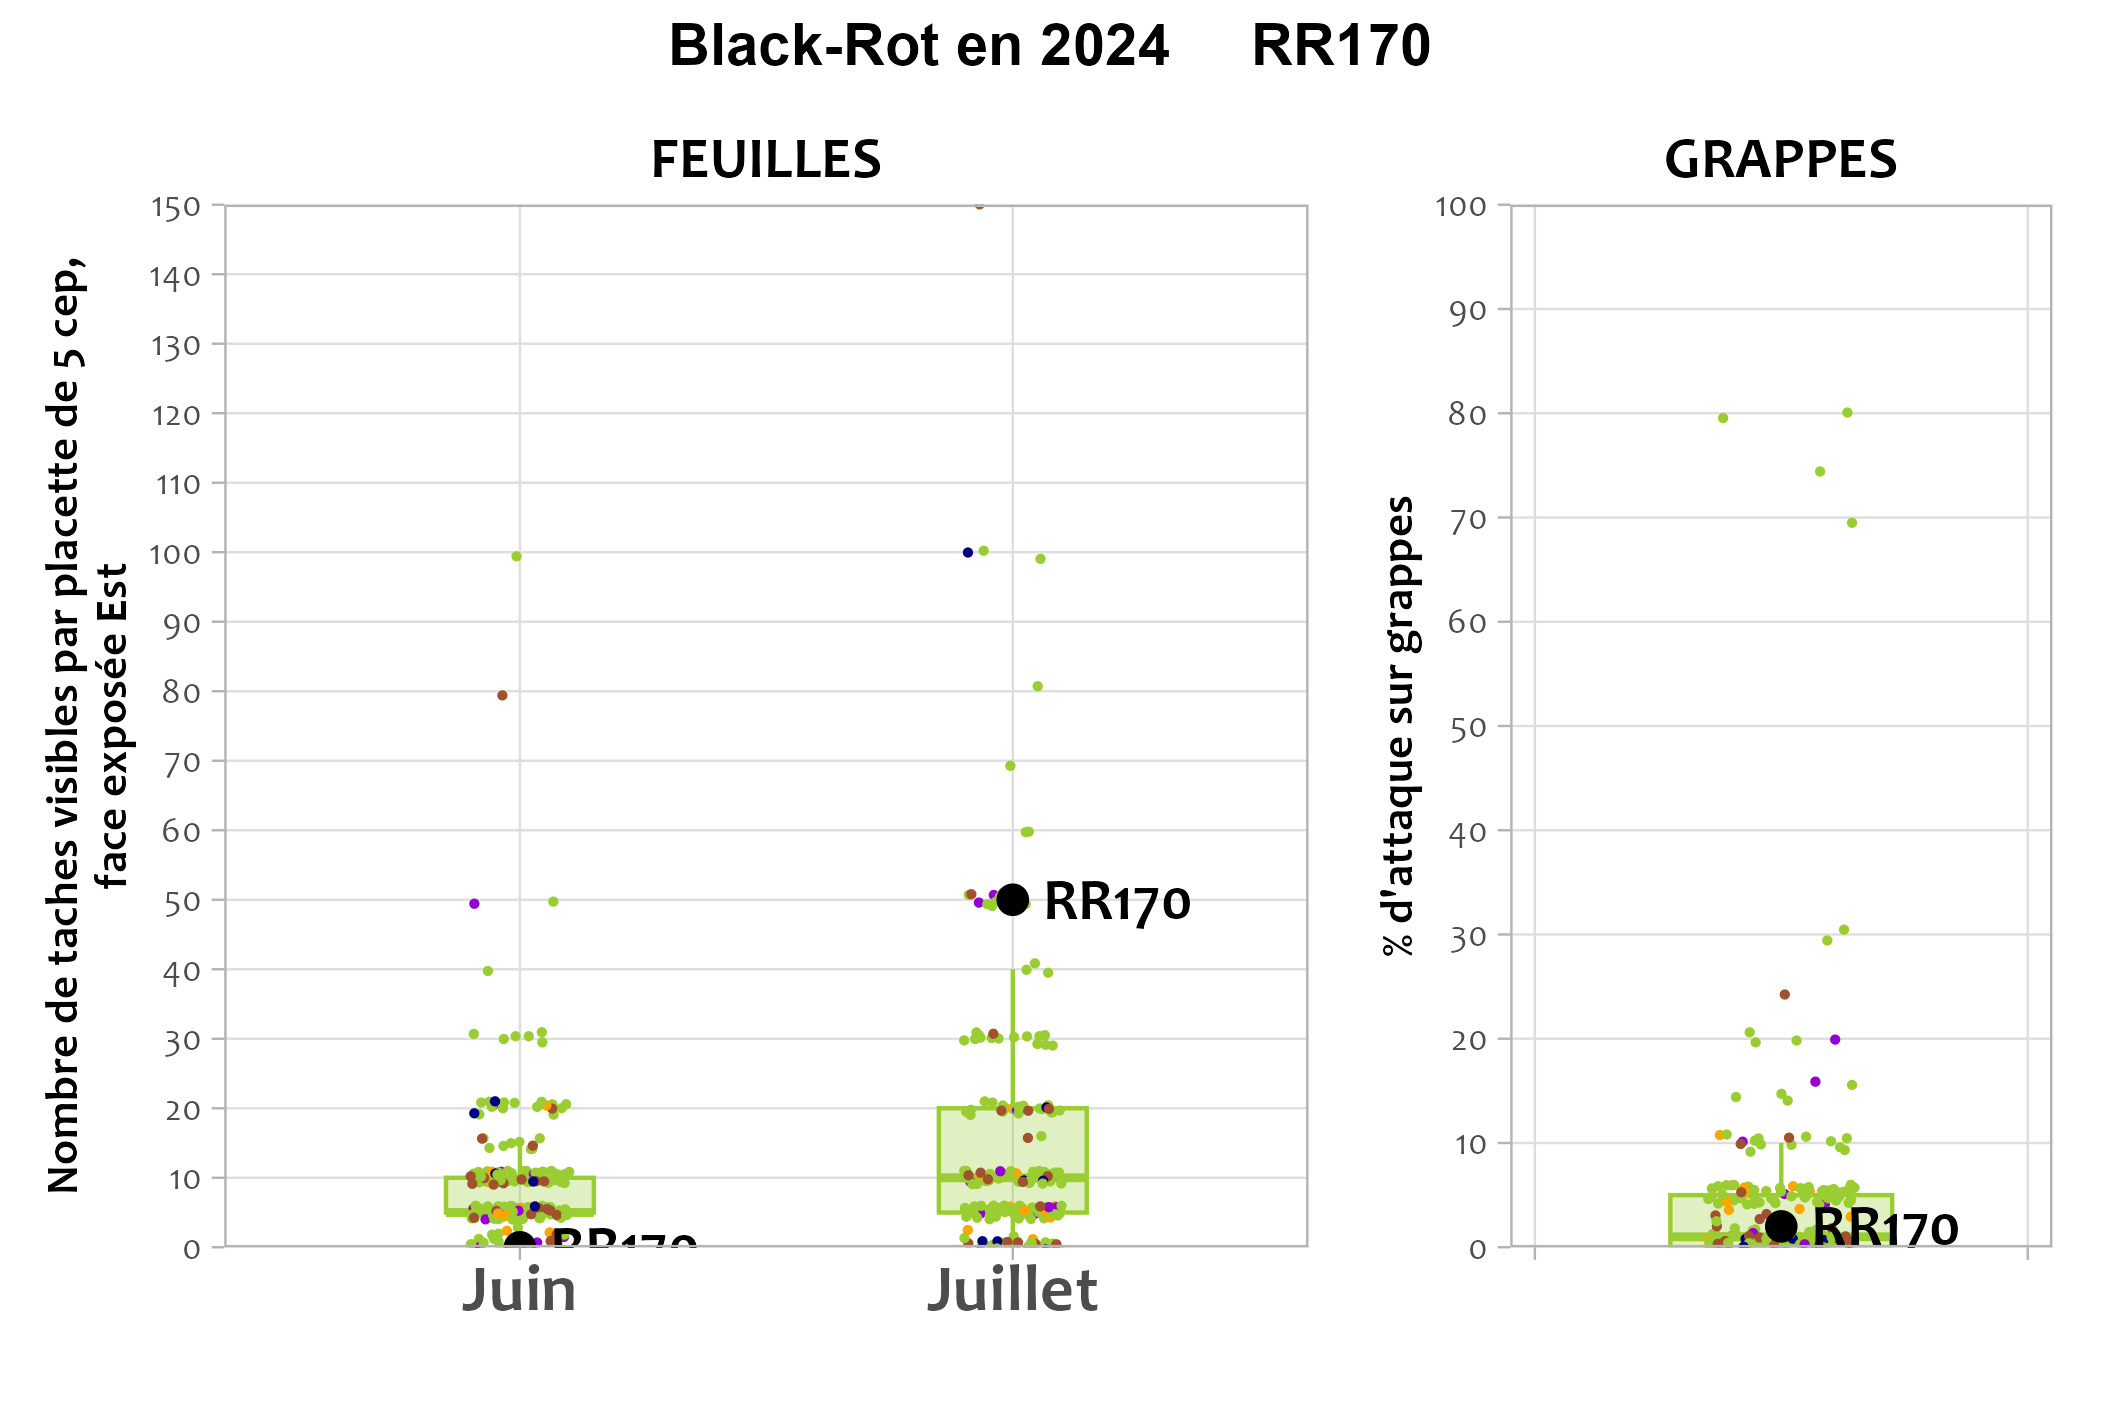 Black-Rot en 2024 RR170
FEUILLES
GRAPPES
Nombre de taches visibles par placette de 5 cep,
face exposée Est
150
140
130
120
110
100
90
80
70
60
50
40
30
20
10
0
RR170
RR170
Juin
Juillet
% d'attaque sur grappes
100
90
80
70
60
50
40
30
20
10
0
RR170